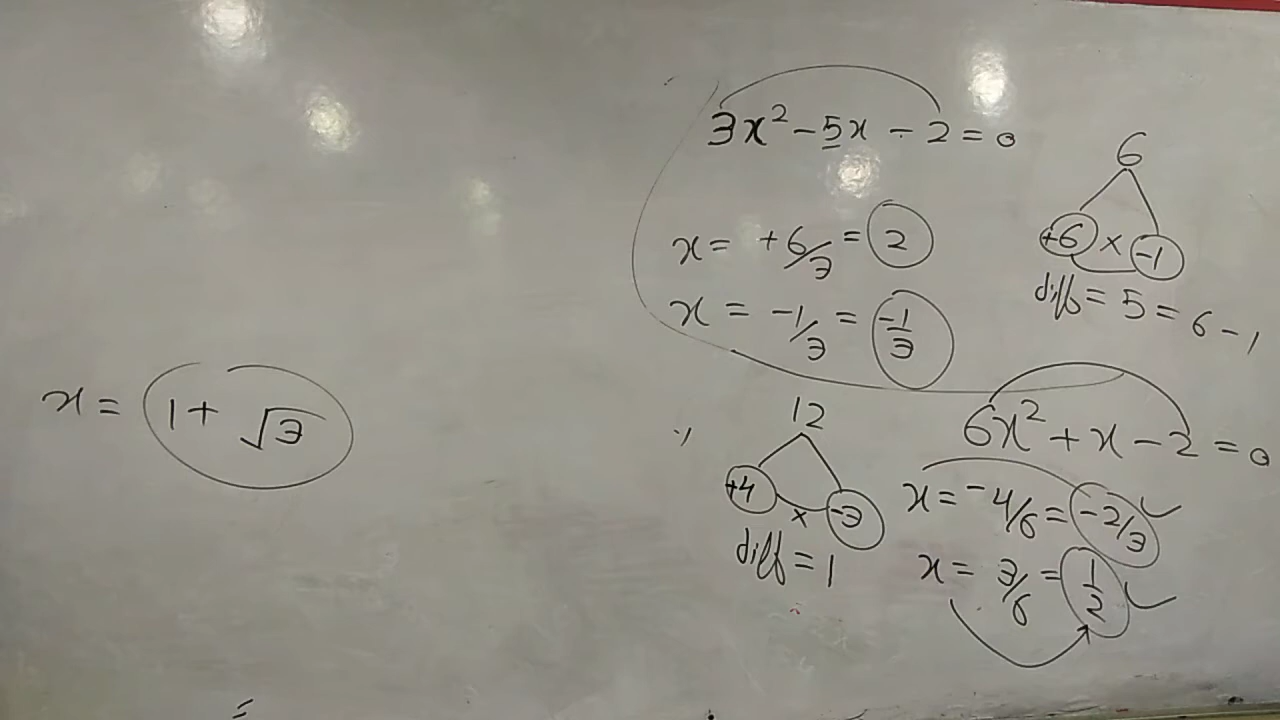 3x² - 5x - 2 = 0
6
+6 × -1
diff = 5 = 6 - 1
x = +6/3 = 2
x = -1/3 = -1/3
x = 1 + √3
12
+4 × -3
diff = 1
6x² + x - 2 = 0
x = -4/6 = -2/3
x = 3/6 = 1/2
=